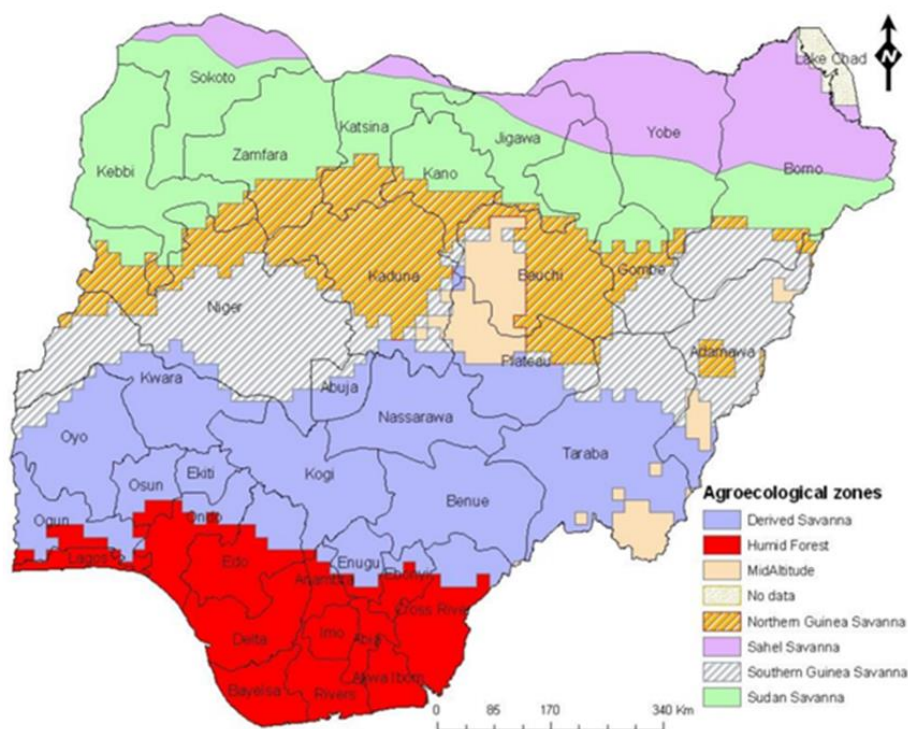 Lake Chad
N
Sokoto
Yobe
Katsina
Jigawa
Zamfara
Kebbi
Kano
Borno
Kaduna
Bauchi
Gombe
Niger
Adamawa
Plateau
Kwara
Abuja
Nassarawa
Oyo
Taraba
Ekiti
Kogi
Osun
Benue
Agroecological zones
Ogun
Ondo
Derived Savanna
Lagos
Edo
Enugu
Humid Forest
Anambra
Ebonyi
MidAltitude
Cross River
No data
Delta
Imo
Abia
Northern Guinea Savanna
Sahel Savanna
Akwa Ibom
Southern Guinea Savanna
Bayelsa
Rivers
Sudan Savanna
0 85 170 340 Km